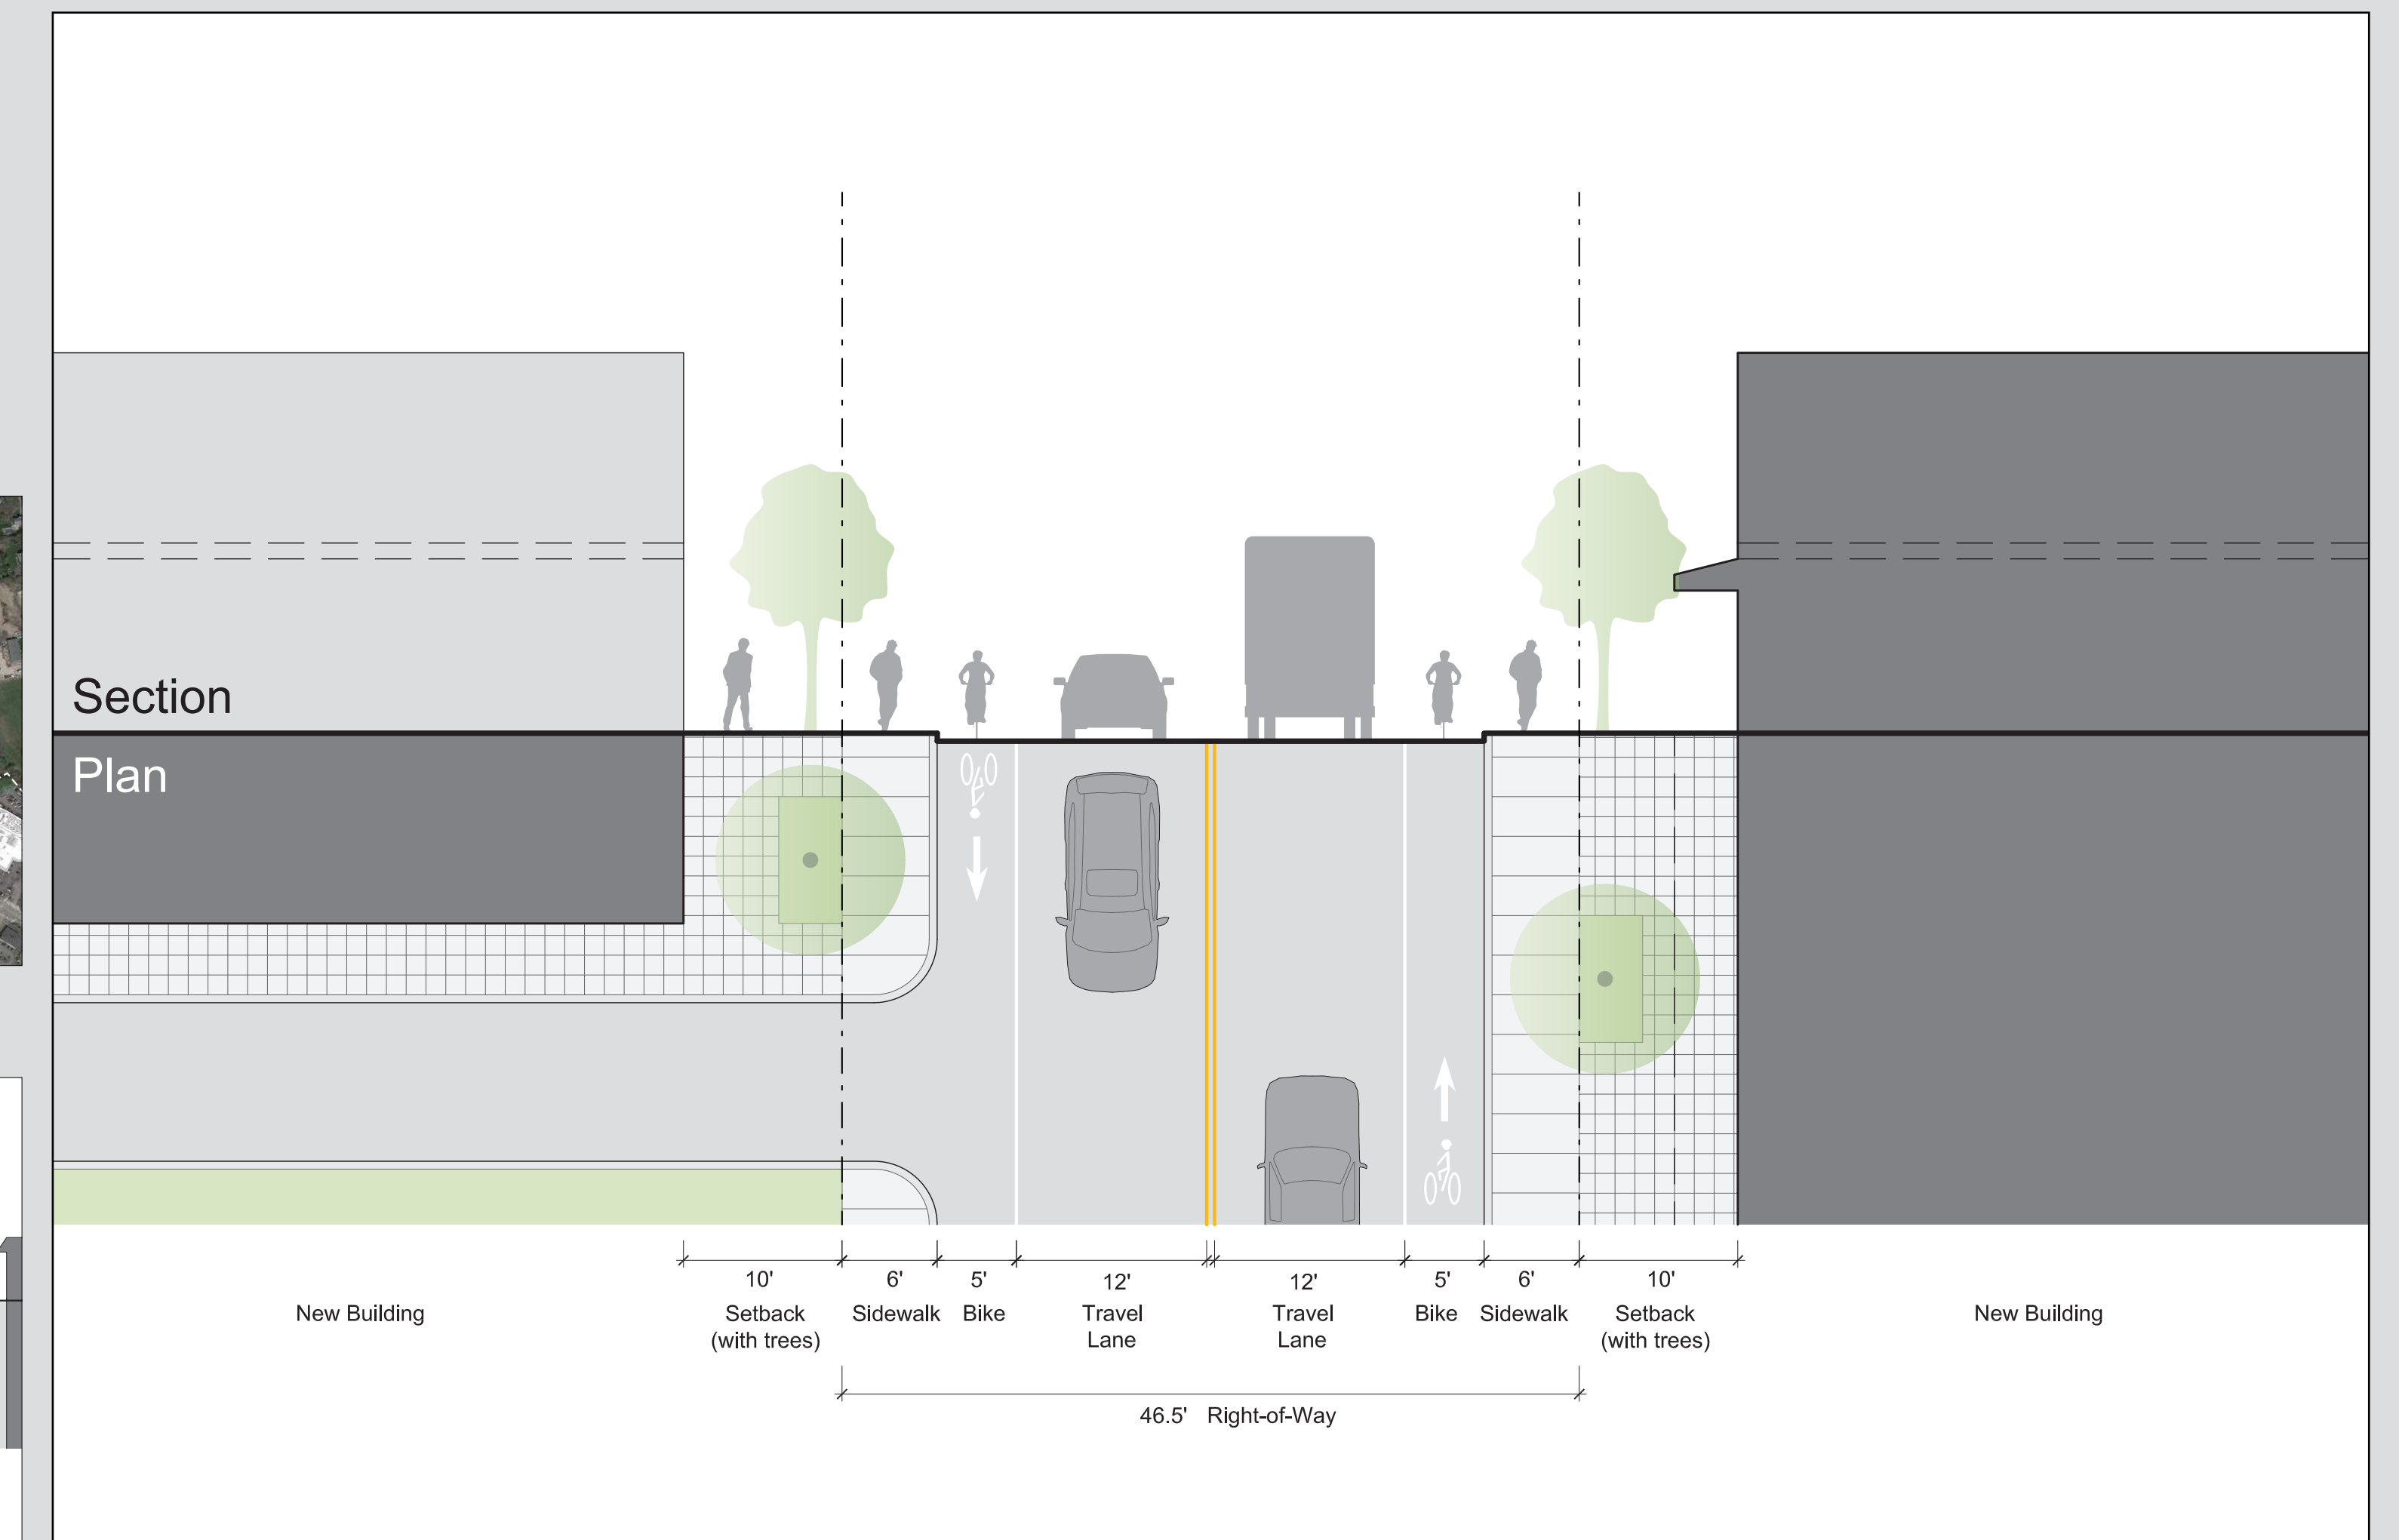 Section
Plan
10' 6' 5' 12' 12' 5' 6' 10'
New Building Setback Sidewalk Bike Travel Travel Bike Sidewalk Setback New Building
(with trees) Lane Lane (with trees)
46.5' Right-of-Way